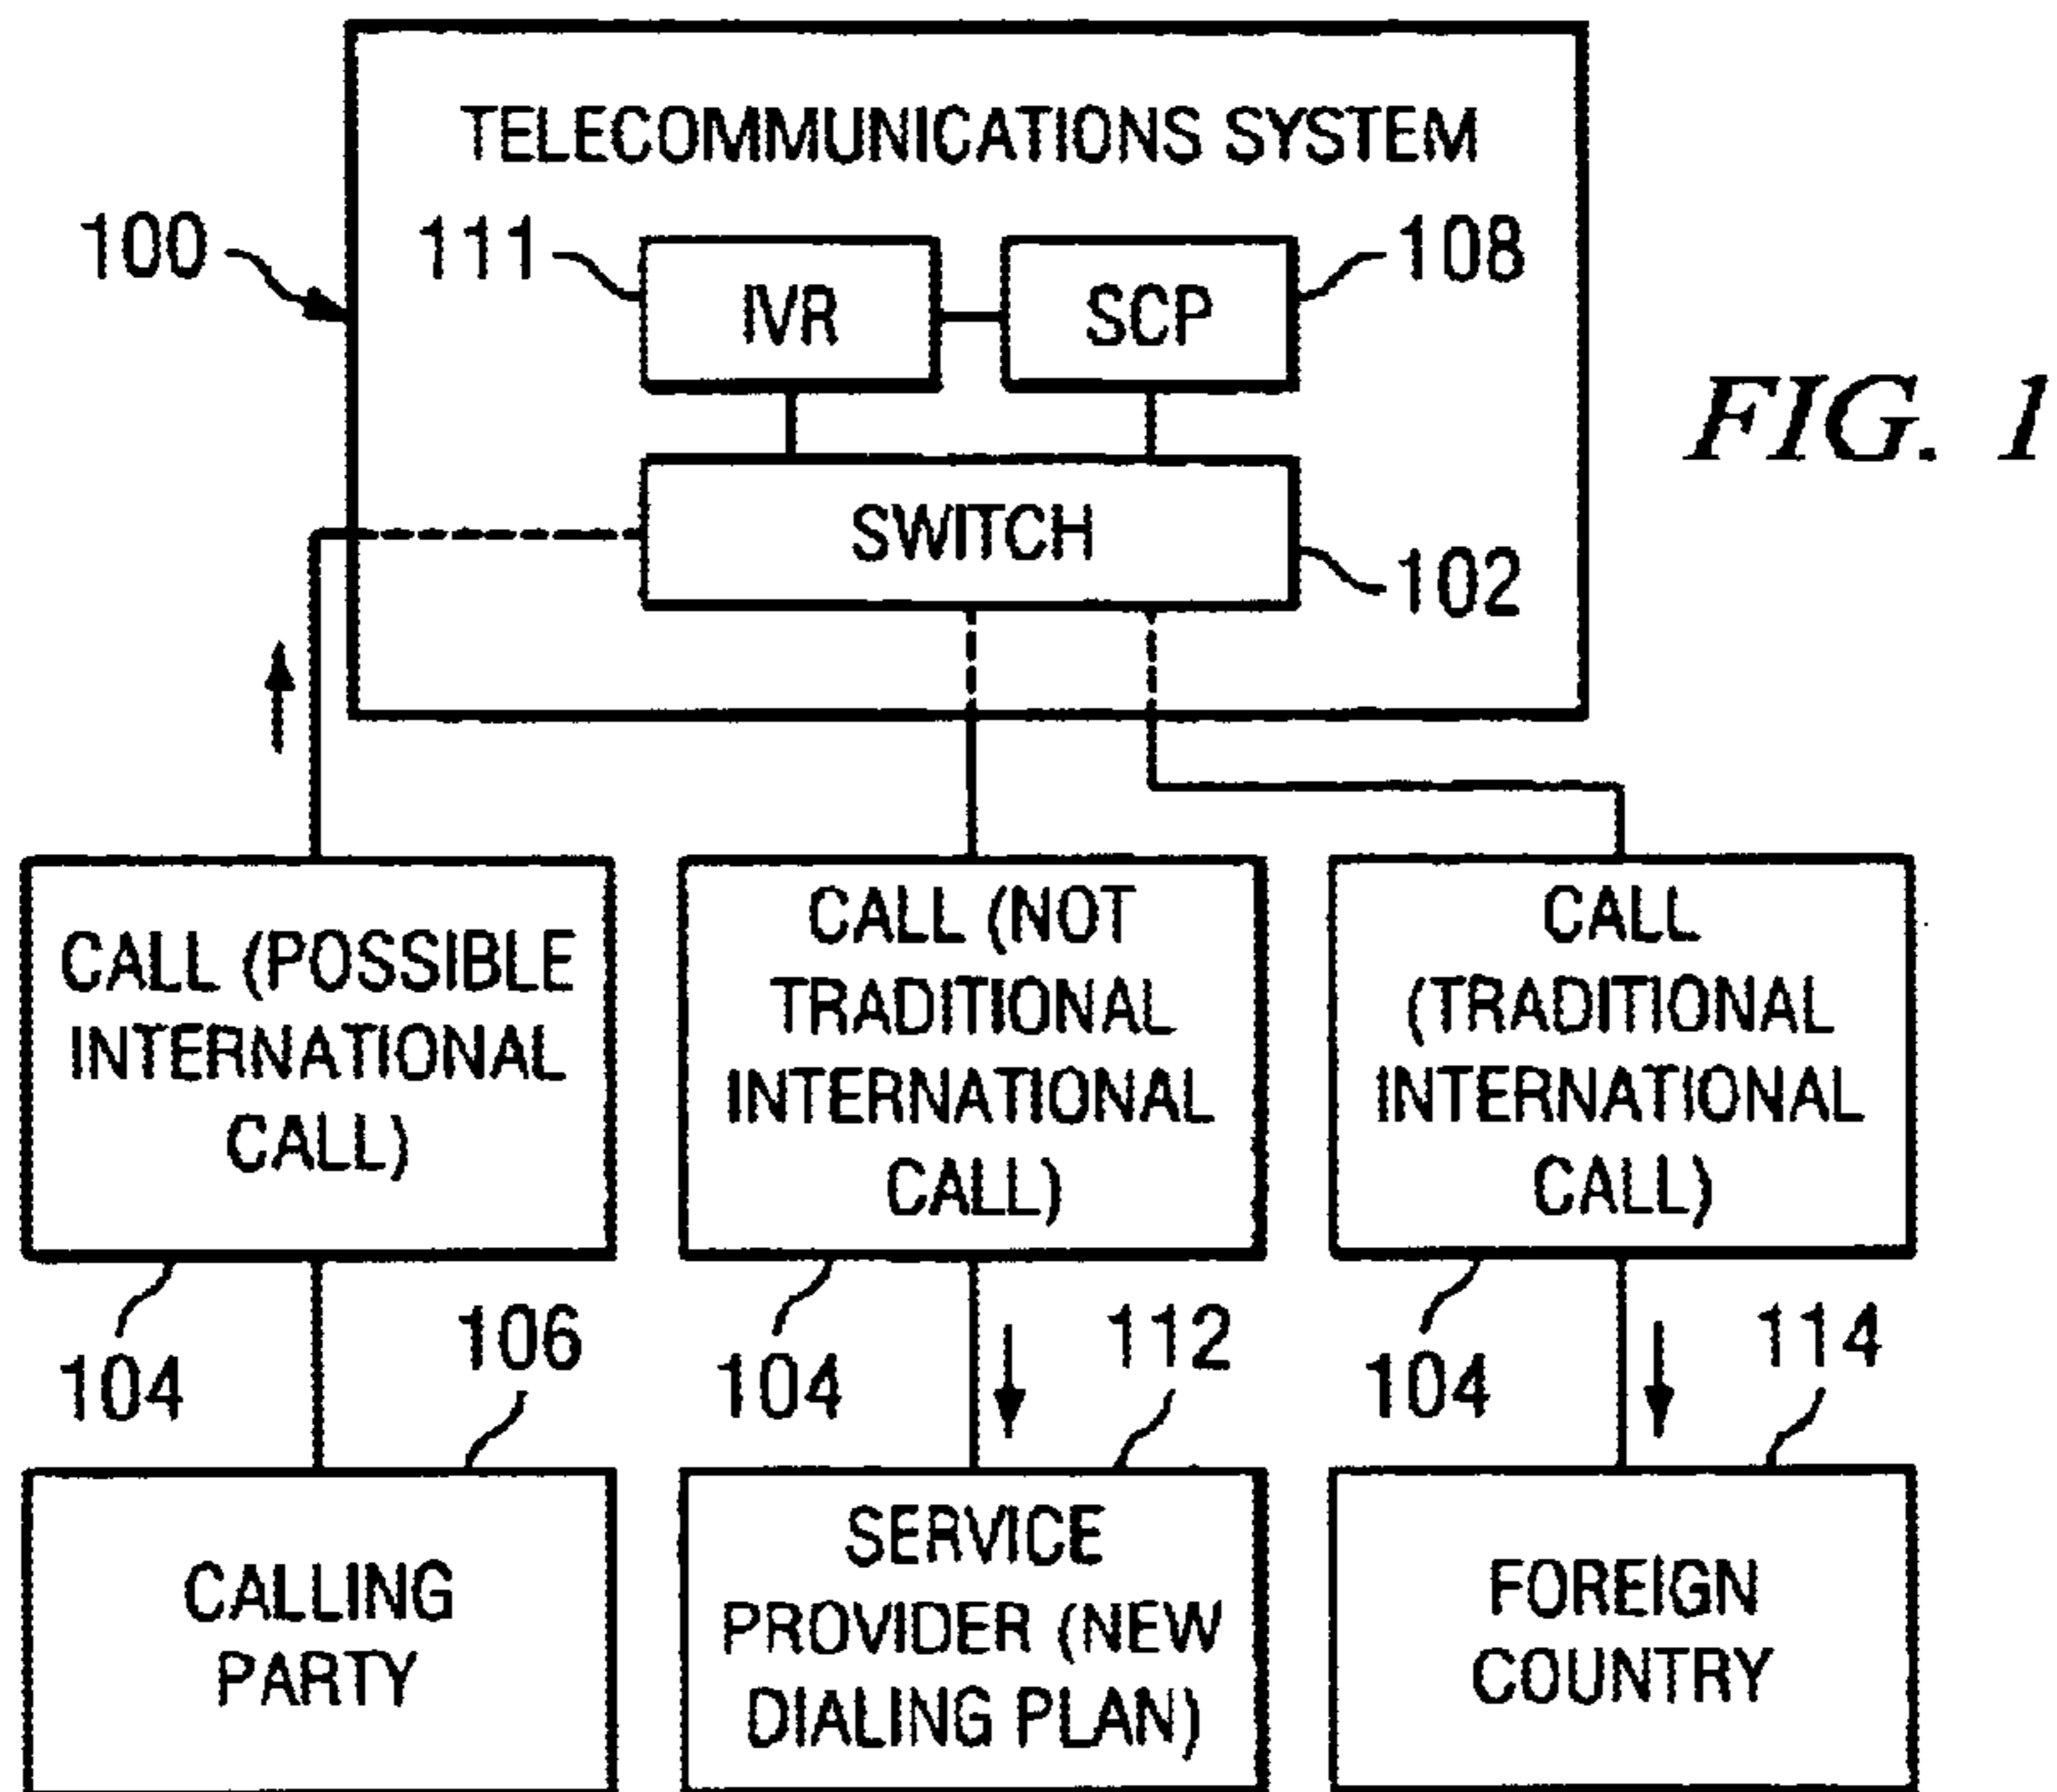 TELECOMMUNICATIONS SYSTEM
100
111
108
IVR
SCP
FIG. 1
SWITCH
102
CALL (POSSIBLE
INTERNATIONAL
CALL)
CALL (NOT
TRADITIONAL
INTERNATIONAL
CALL)
CALL
(TRADITIONAL
INTERNATIONAL
CALL)
104
106
104
112
104
114
CALLING
PARTY
SERVICE
PROVIDER (NEW
DIALING PLAN)
FOREIGN
COUNTRY